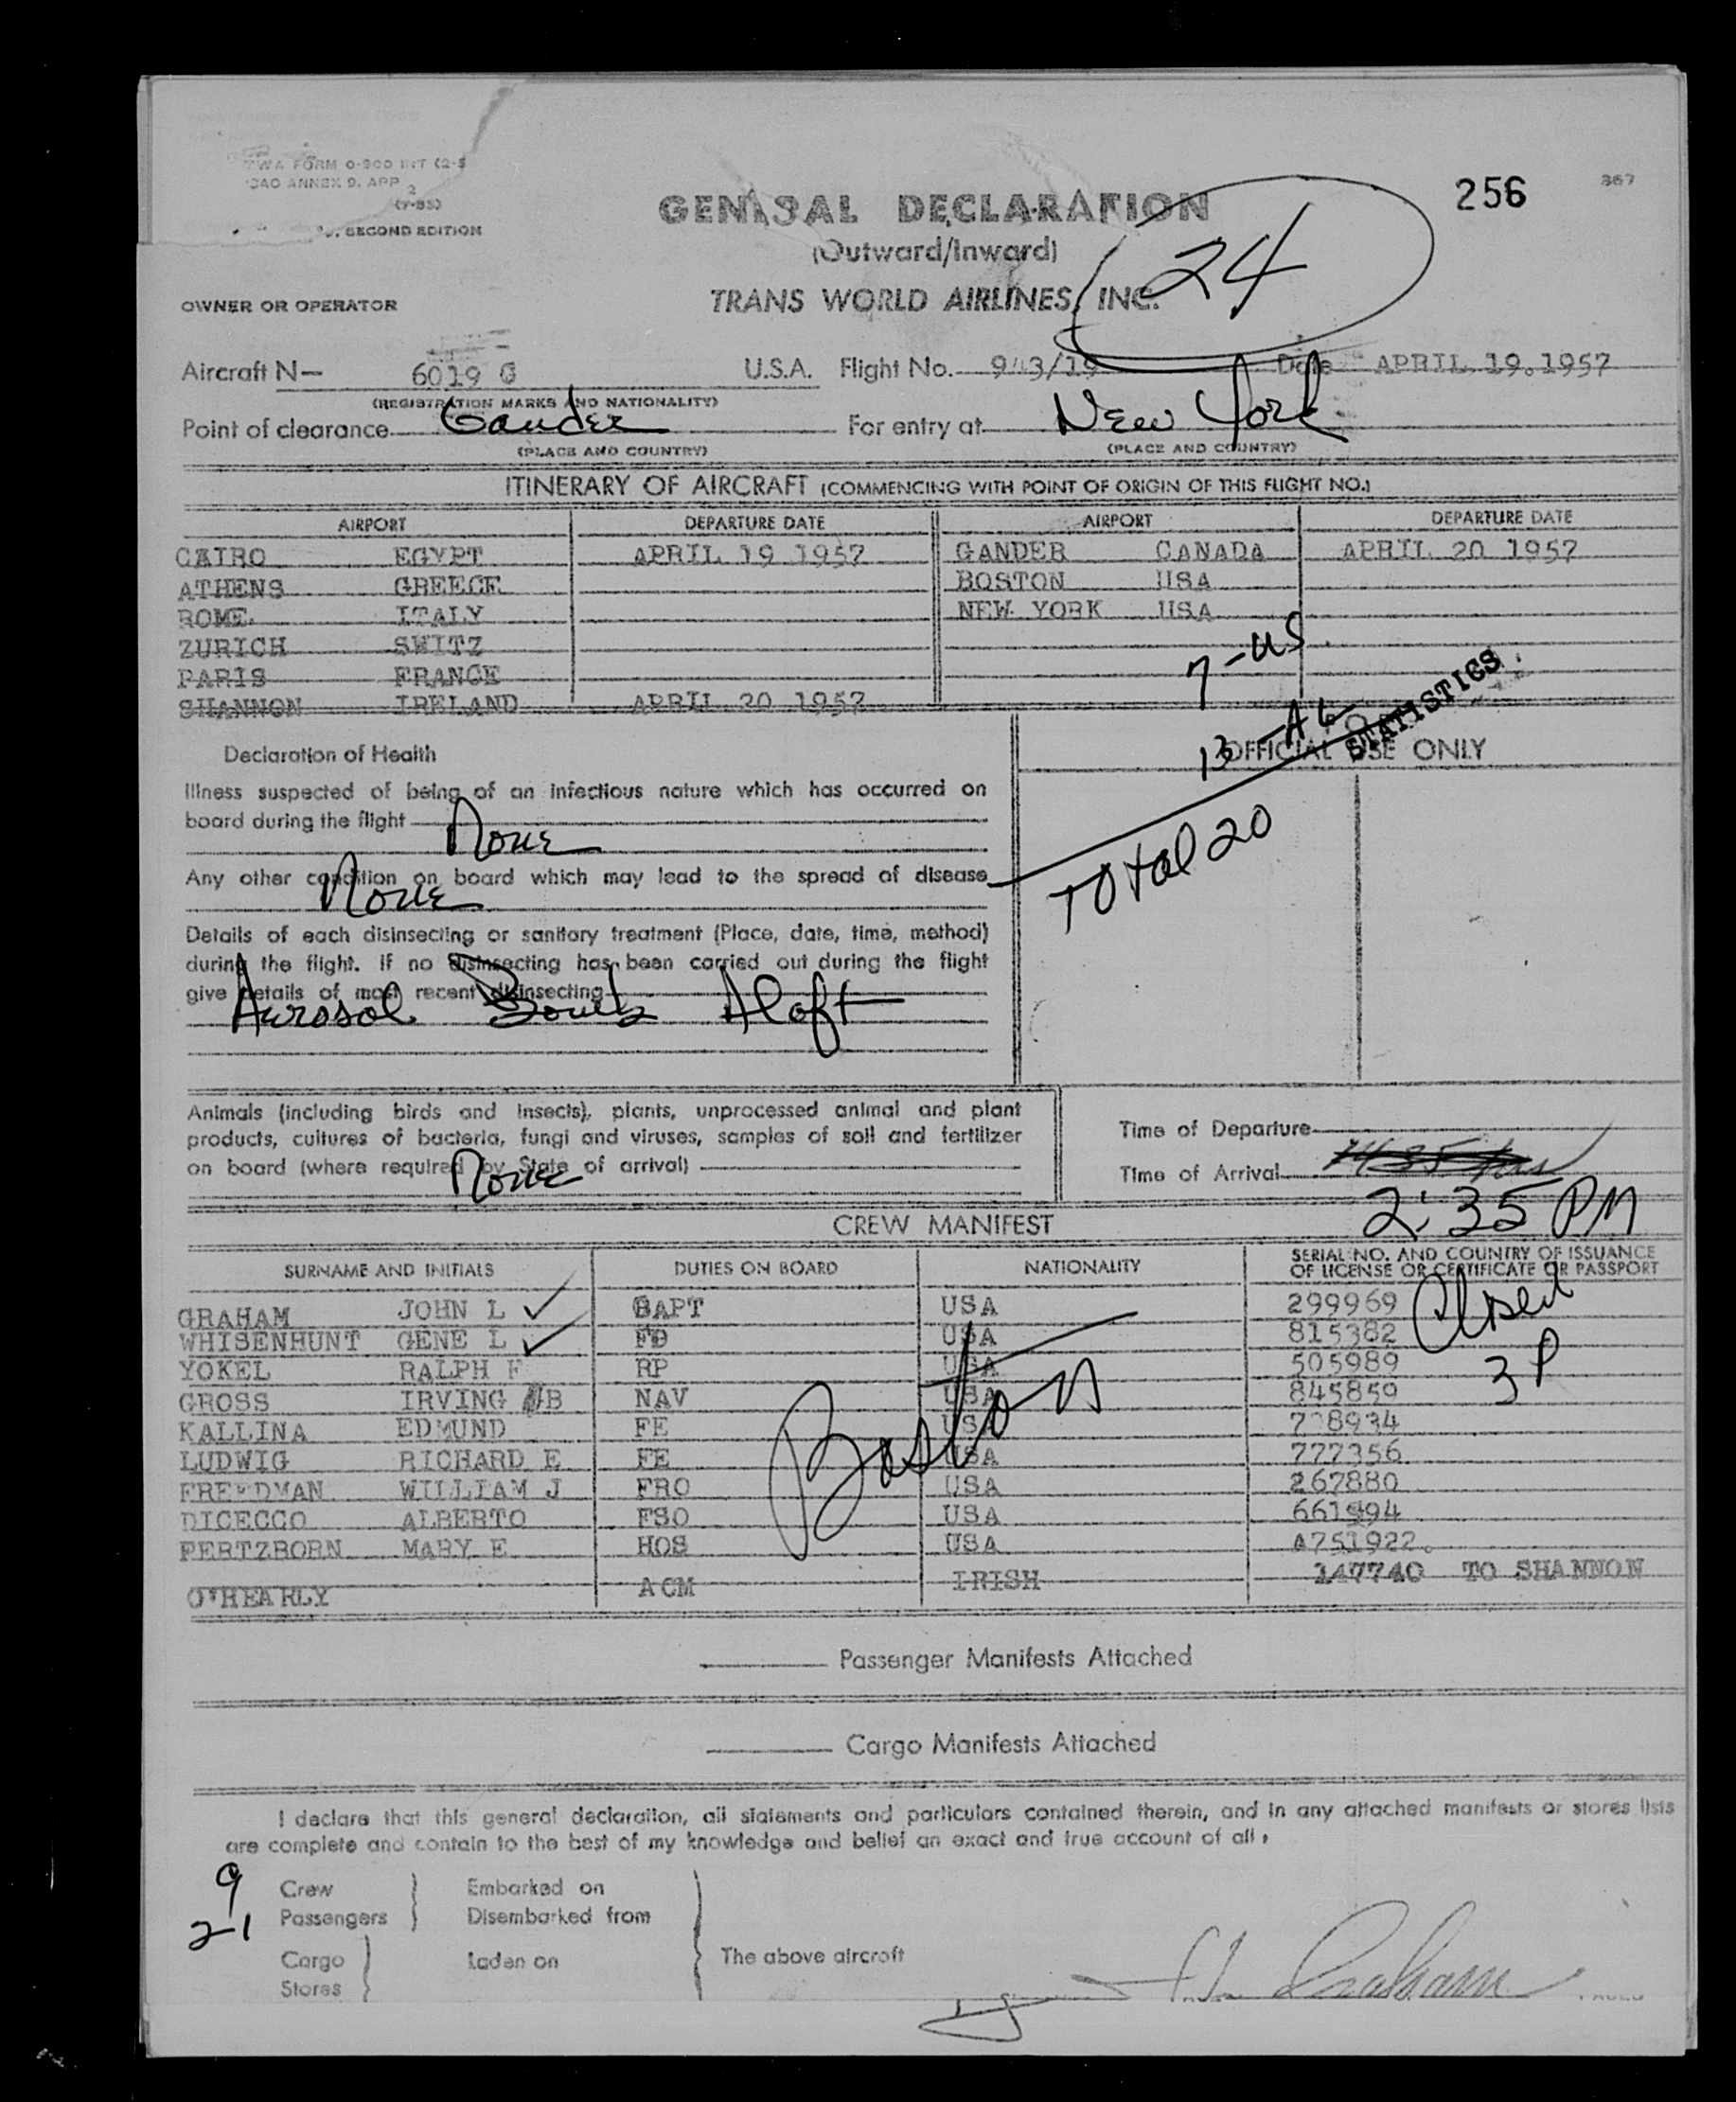 TWA FORM O-900 INT (2-5
ICAO ANNEX 9, APP 2
(7-55)
SECOND EDITION
256
367
GENERAL DECLARATION
(Outward/Inward)
24
OWNER OR OPERATOR TRANS WORLD AIRLINES, INC.
Aircraft N— 6019 U.S.A. Flight No. 943/19 Date APRIL 19.1957
(REGISTRATION MARKS AND NATIONALITY)
Point of clearance Gander For entry at New York
(PLACE AND COUNTRY) (PLACE AND COUNTRY)
ITINERARY OF AIRCRAFT (COMMENCING WITH POINT OF ORIGIN OF THIS FLIGHT NO.)
AIRPORT DEPARTURE DATE AIRPORT DEPARTURE DATE
CAIRO EGYPT APRIL 19 1957 GANDER CANADA APRIL 20 1957
ATHENS GREECE BOSTON USA
ROME ITALY NEW YORK USA
ZURICH SWITZ
PARIS FRANCE
SHANNON IRELAND APRIL 20 1957
7-US
13-AL
STATISTICS
Total 20
OFFICIAL USE ONLY
Declaration of Health
Illness suspected of being of an infectious nature which has occurred on
board during the flight None
Any other condition on board which may lead to the spread of disease
None
Details of each disinsecting or sanitary treatment (Place, date, time, method)
during the flight. If no disinsecting has been carried out during the flight
give details of most recent disinsecting
Aerosol Bomb Aloft
Animals (including birds and insects), plants, unprocessed animal and plant
products, cultures of bacteria, fungi and viruses, samples of soil and fertilizer
on board (where required by State of arrival)
None
Time of Departure
Time of Arrival
2:35 PM
CREW MANIFEST
SURNAME AND INITIALS DUTIES ON BOARD NATIONALITY SERIAL NO. AND COUNTRY OF ISSUANCE
OF LICENSE OR CERTIFICATE OR PASSPORT
GRAHAM JOHN L CAPT USA 299969
WHISENHUNT GENE L FO USA 815382
YOKEL RALPH F RP USA 505989
GROSS IRVING B NAV USA 845859
KALLINA EDMUND FE USA
LUDWIG RICHARD E FE USA 777356
FREEDMAN WILLIAM J FRO USA 267880
DICECCO ALBERTO FSO USA
PERTZBORN MARY E HOS USA A751922.
O'HEARLY ACM IRISH 147740 TO SHANNON
Boston
Closed
3 P
Passenger Manifests Attached
Cargo Manifests Attached
I declare that this general declaration, all statements and particulars contained therein, and in any attached manifests or stores lists
are complete and contain to the best of my knowledge and belief an exact and true account of all.
9 Crew Embarked on
21 Passengers Disembarked from
Cargo Laden on The above aircraft
Stores
J L Graham